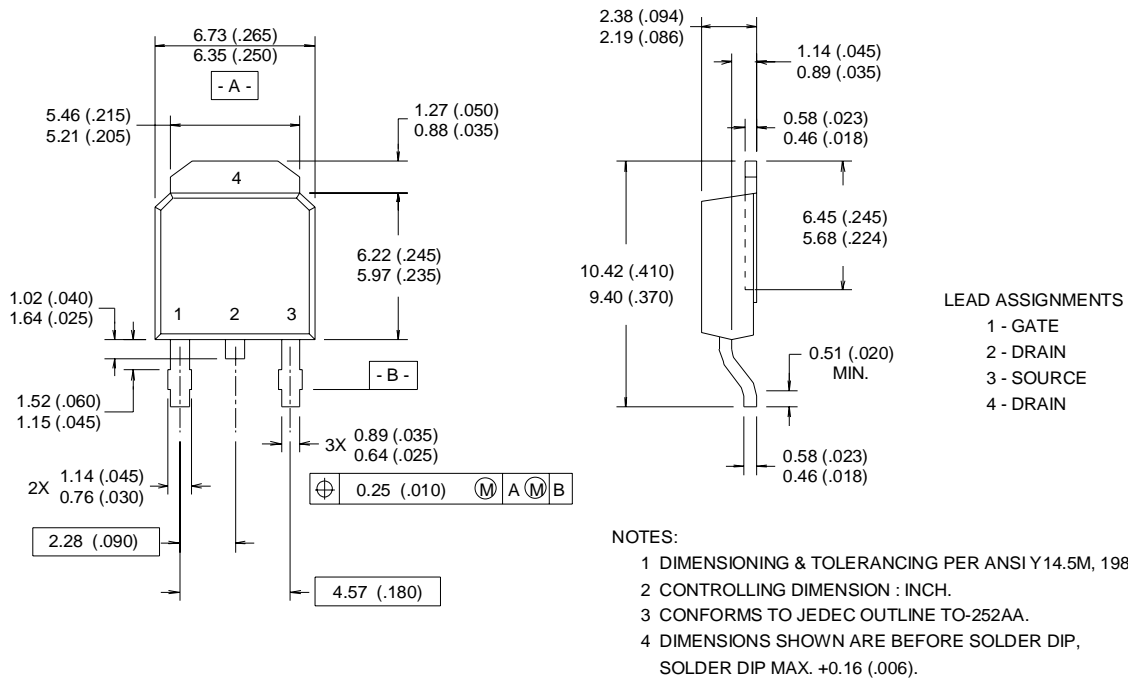 6.73 (.265)
6.35 (.250)
- A -
5.46 (.215)
5.21 (.205)
1.27 (.050)
0.88 (.035)
4
6.22 (.245)
5.97 (.235)
1.02 (.040)
1.64 (.025)
1 2 3
- B -
1.52 (.060)
1.15 (.045)
3X 0.89 (.035)
0.64 (.025)
2X 1.14 (.045)
0.76 (.030)
⌖ 0.25 (.010) Ⓜ A Ⓜ B
2.28 (.090)
4.57 (.180)
2.38 (.094)
2.19 (.086)
1.14 (.045)
0.89 (.035)
0.58 (.023)
0.46 (.018)
6.45 (.245)
5.68 (.224)
10.42 (.410)
9.40 (.370)
0.51 (.020)
MIN.
0.58 (.023)
0.46 (.018)
LEAD ASSIGNMENTS
1 - GATE
2 - DRAIN
3 - SOURCE
4 - DRAIN
NOTES:
1 DIMENSIONING & TOLERANCING PER ANSI Y14.5M, 198
2 CONTROLLING DIMENSION : INCH.
3 CONFORMS TO JEDEC OUTLINE TO-252AA.
4 DIMENSIONS SHOWN ARE BEFORE SOLDER DIP,
SOLDER DIP MAX. +0.16 (.006).